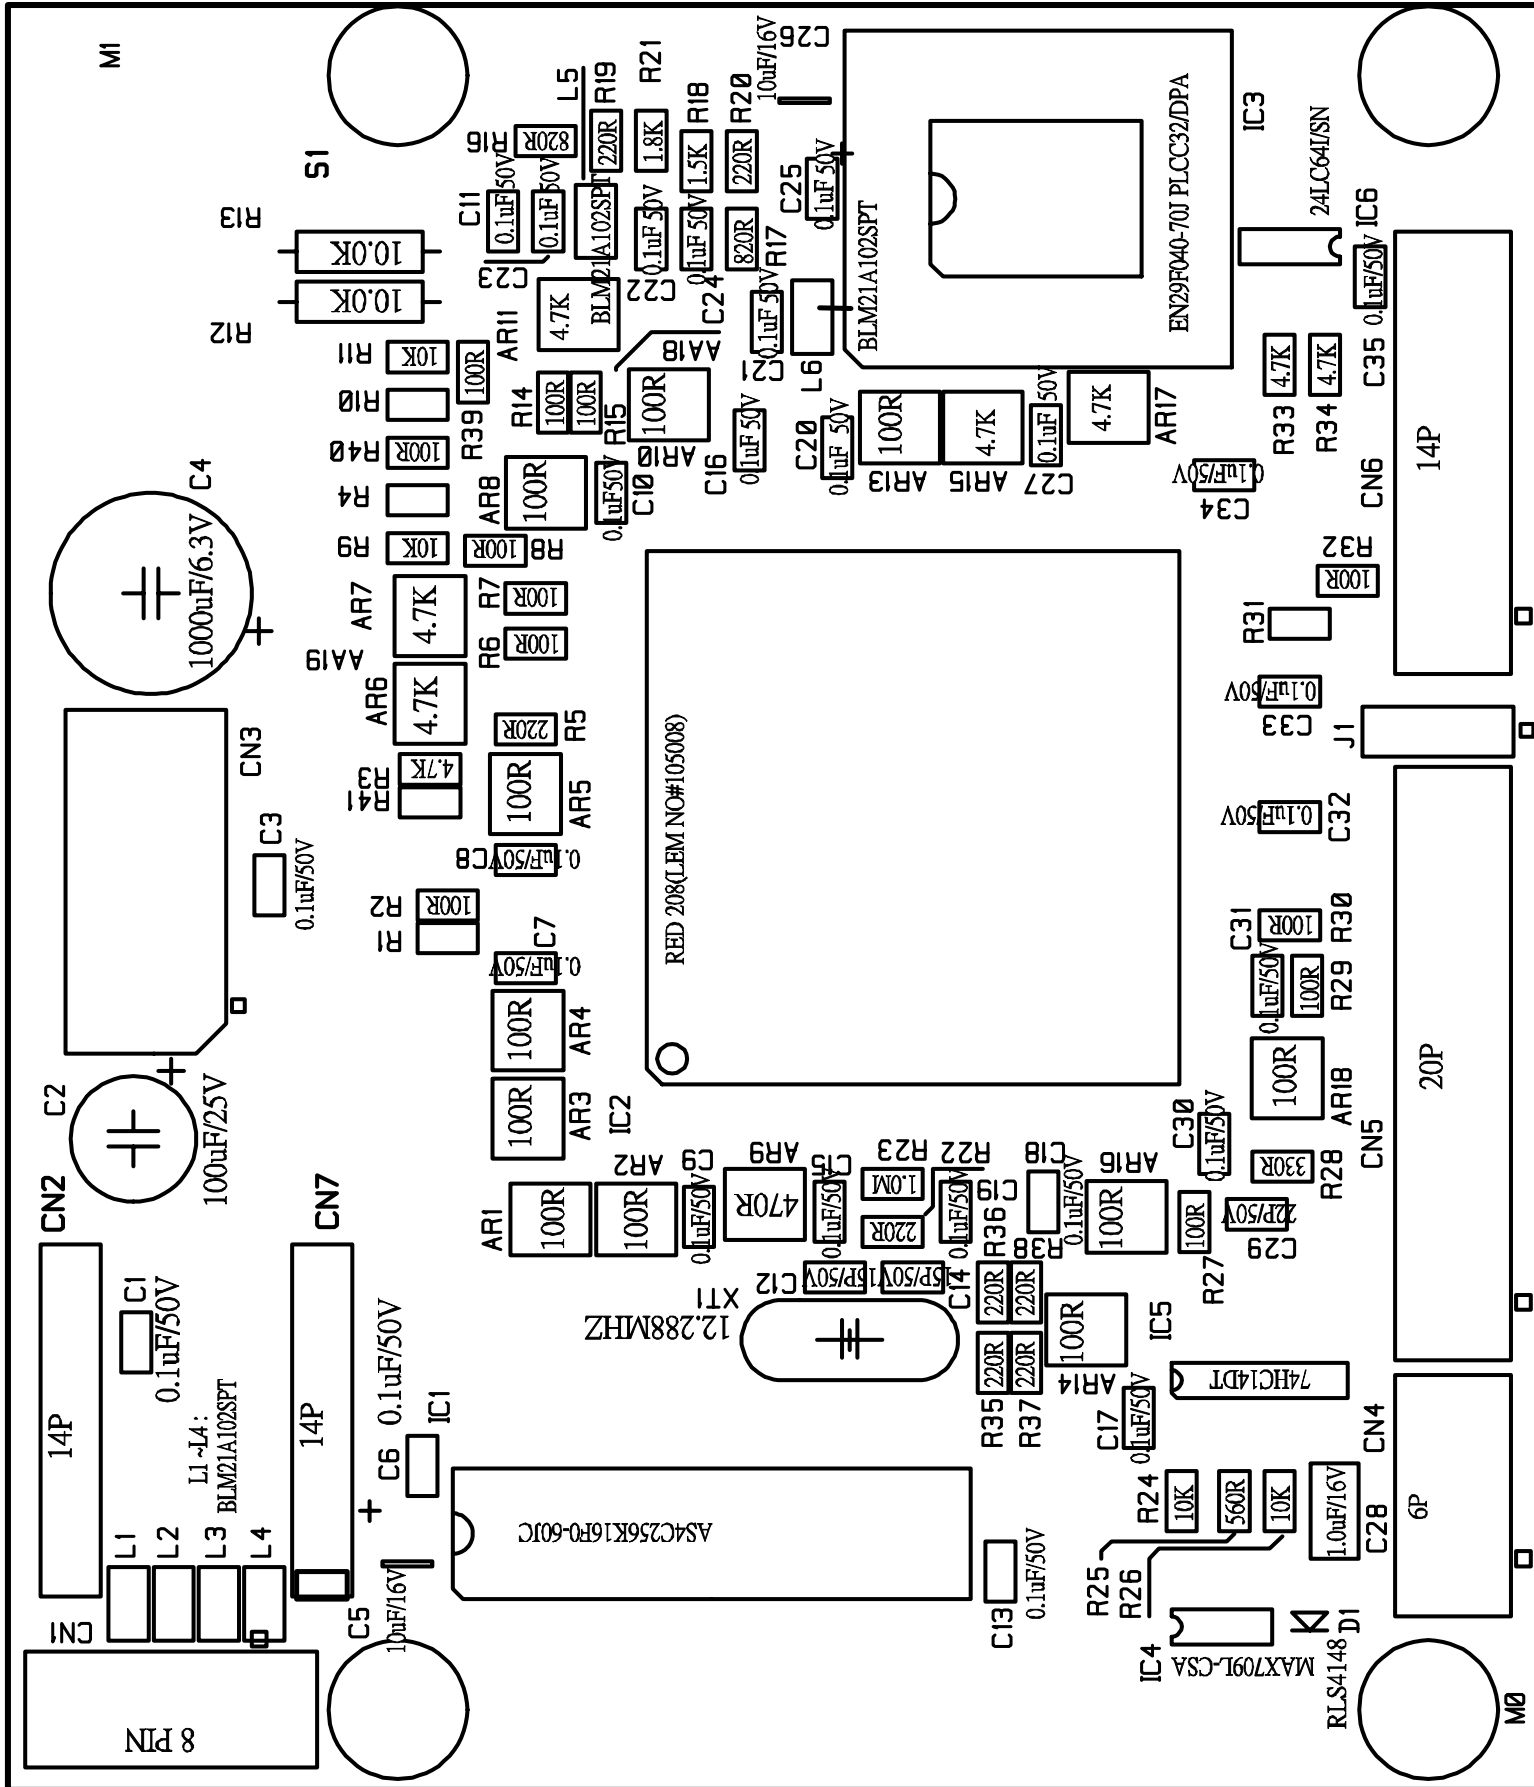 M1
S1
R13
10.0K
10.0K
R12
R11
10K
R10
R40
100R
R4
R9
10K
R39
100R
C4
1000uF/6.3V
+
L5
R19
220R
R21
1.8K
R16
820R
R18
1.5K
R20
220R
C26
10uF/16V
C11
0.1uF/50V
0.1uF 50V
C23
BLM21A102SPT
0.1uF 50V
C22
0.1uF 50V
C24
820R
R17
C25
0.1uF 50V
+
AR11
4.7K
R14
100R
100R
R15
AA18
100R
AR10
C21
0.1uF 50V
L6
BLM21A102SPT
EN29F040-70J PLCC32/DPA
IC3
24LC64I/SN
IC6
0.1uF/50V
C35
R33
4.7K
R34
4.7K
CN6
14P
C16
0.1uF 50V
C20
0.1uF 50V
100R
AR13
4.7K
AR15
0.1uF 50V
C27
4.7K
AR17
0.1uF/50V
C34
AR8
100R
0.1uF50V
C10
100R
R8
AR7
4.7K
R7
100R
R6
100R
AA19
AR6
4.7K
220R
R5
R3
4.7K
R41
100R
AR5
C8
0.1uF/50V
R2
100R
R1
C7
0.1uF/50V
100R
AR4
100R
AR3
IC2
RED 208(LEM NO#105008)
R32
100R
R31
0.1uF/50V
C33
J1
0.1uF/50V
C32
C31
0.1uF/50V
100R
R30
100R
R29
100R
AR18
CN5
20P
C30
0.1uF/50V
330R
R28
22P/50V
C29
CN3
C3
0.1uF/50V
C2
+
100uF/25V
CN2
14P
C1
0.1uF/50V
L1 ~L4 :
BLM21A102SPT
L1
L2
L3
L4
CN7
14P
CN1
8 PIN
C5
+
10uF/16V
C6
0.1uF/50V
IC1
AS4C256K16F0-60JC
C13
0.1uF/50V
AR1
100R
AR2
100R
C9
0.1uF/50V
AR9
470R
C15
0.1uF/50V
R23
1.0M
R22
220R
C19
0.1uF/50V
C12
15P/50V
15P/50V
C14
XT1
12.288MHZ
C18
0.1uF/50V
AR16
100R
100R
R27
R36
220R
R38
220R
R35
220R
R37
220R
100R
AR14
IC5
74HC14DT
C17
0.1uF/50V
R24
10K
560R
R25
10K
R26
1.0uF/16V
C28
CN4
6P
IC4
MAX709L-CSA
D1
RLS4148
M0